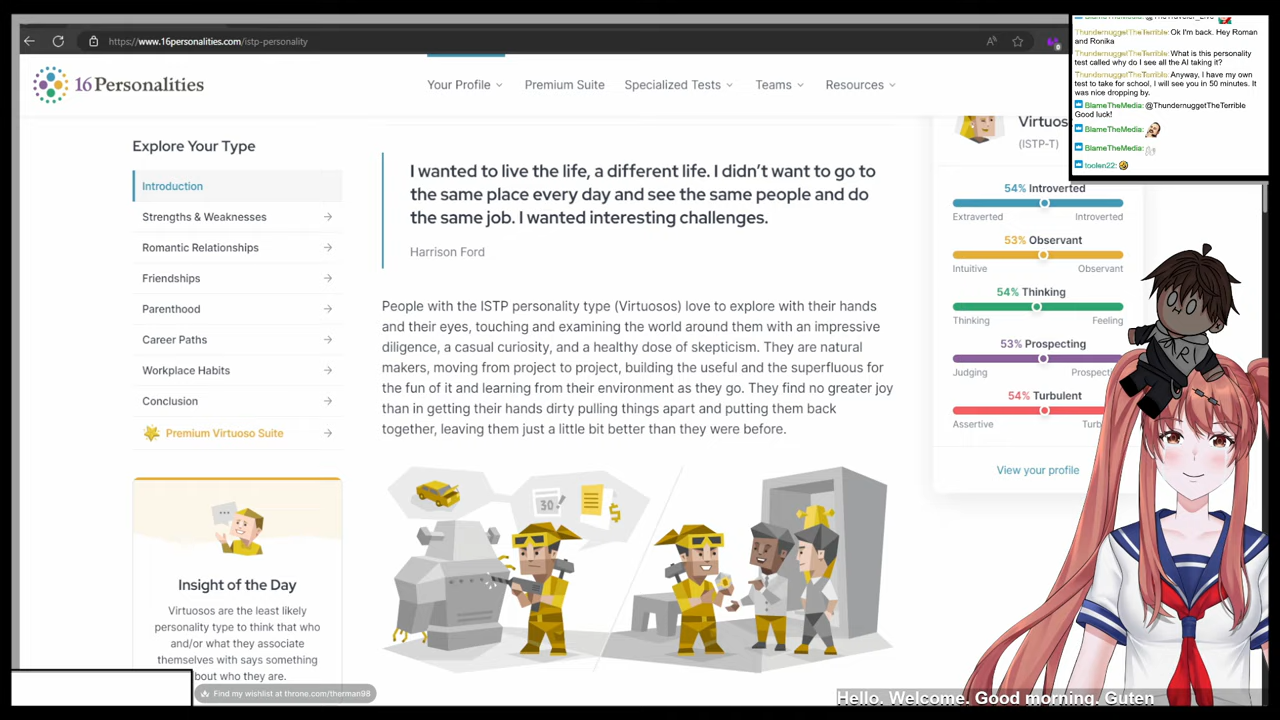 https://www.16personalities.com/istp-personality
16Personalities
Your Profile
Premium Suite
Specialized Tests
Teams
Resources
Explore Your Type
Introduction
Strengths & Weaknesses
Romantic Relationships
Friendships
Parenthood
Career Paths
Workplace Habits
Conclusion
Premium Virtuoso Suite
Insight of the Day
Virtuosos are the least likely
personality type to think that who
and/or what they associate
themselves with says something
about who they are.
I wanted to live the life, a different life. I didn’t want to go to
the same place every day and see the same people and do
the same job. I wanted interesting challenges.
Harrison Ford
People with the ISTP personality type (Virtuosos) love to explore with their hands
and their eyes, touching and examining the world around them with an impressive
diligence, a casual curiosity, and a healthy dose of skepticism. They are natural
makers, moving from project to project, building the useful and the superfluous for
the fun of it and learning from their environment as they go. They find no greater joy
than in getting their hands dirty pulling things apart and putting them back
together, leaving them just a little bit better than they were before.
30
$
Virtuos
(ISTP-T)
54% Introverted
Extraverted Introverted
53% Observant
Intuitive Observant
54% Thinking
Thinking Feeling
53% Prospecting
Judging Prospecti
54% Turbulent
Assertive Turb
View your profile
ThundernuggetTheTerrible: Ok I'm back. Hey Roman
and Ronika
ThundernuggetTheTerrible: What is this personality
test called why do I see all the AI taking it?
ThundernuggetTheTerrible: Anyway, I have my own
test to take for school, I will see you in 50 minutes. It
was nice dropping by.
BlameTheMedia: @ThundernuggetTheTerrible
Good luck!
BlameTheMedia:
BlameTheMedia:
toolen22:
R
Find my wishlist at throne.com/therman98
Hello. Welcome. Good morning. Guten